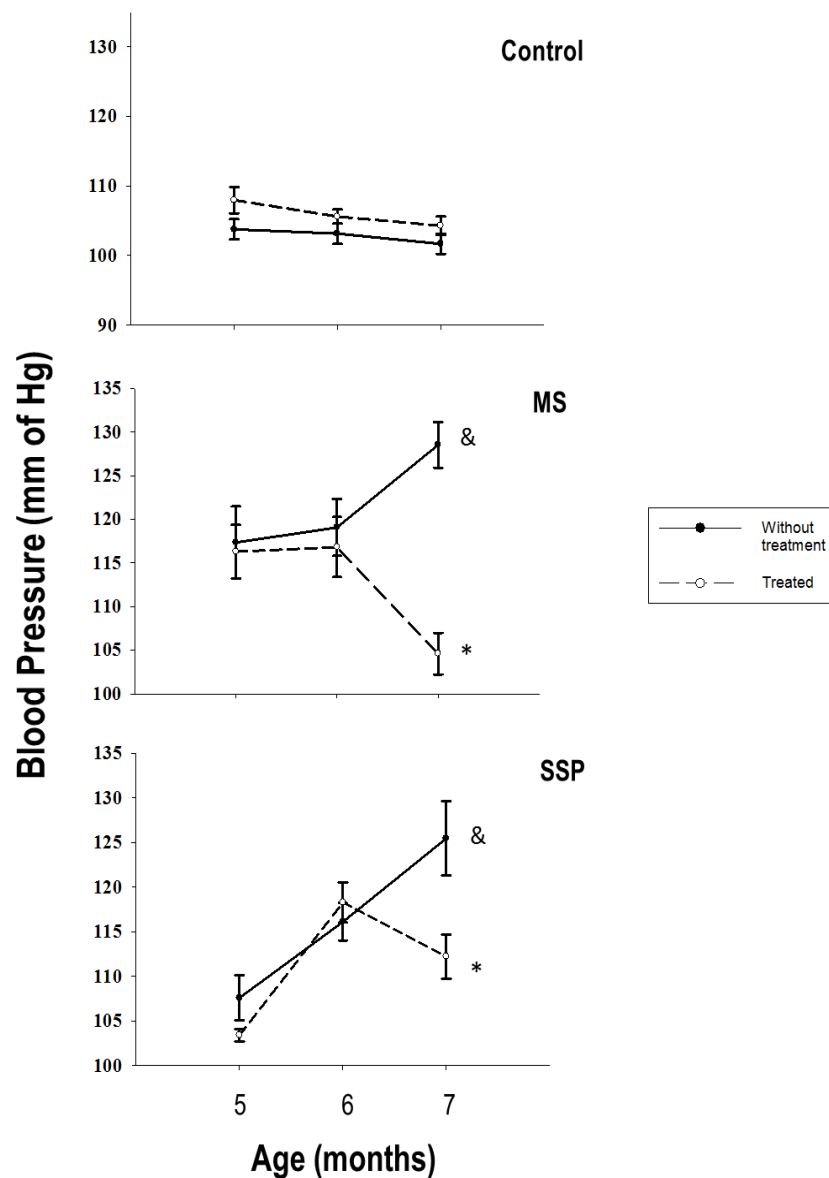 Control
130
120
110
100
90
Blood Pressure (mm of Hg)
MS
135
130
125
120
115
110
105
100
&
*
Without
treatment
Treated
SSP
135
130
125
120
115
110
105
100
&
*
5 6 7
Age (months)